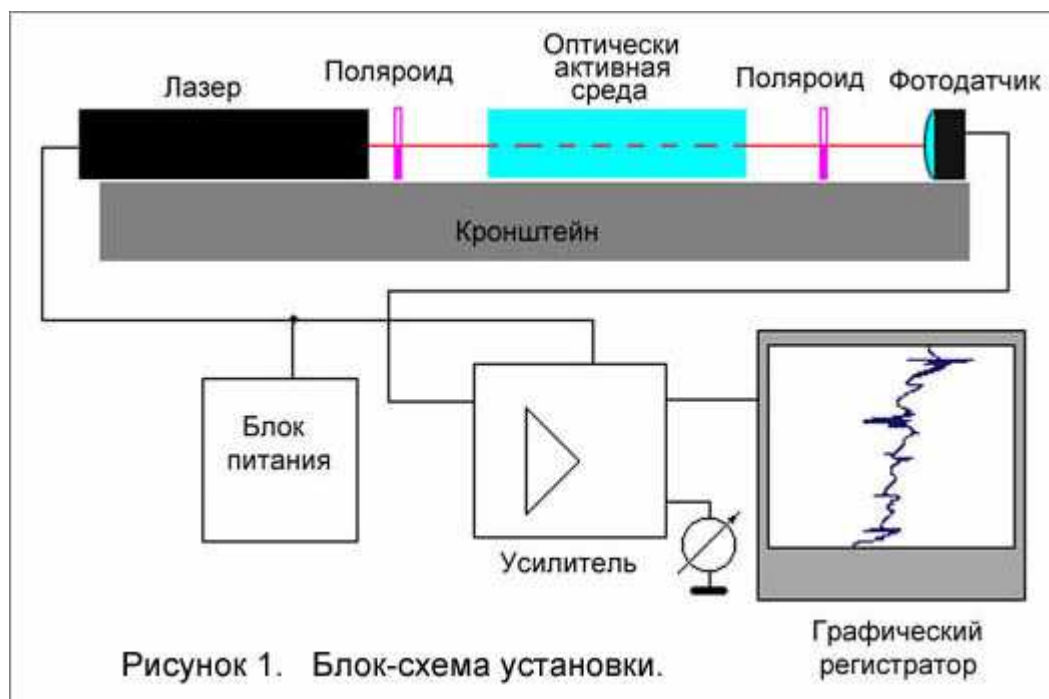 Лазер
Поляроид
Оптически
активная
среда
Поляроид
Фотодатчик
Кронштейн
Блок
питания
Усилитель
Графический
регистратор
Рисунок 1. Блок-схема установки.